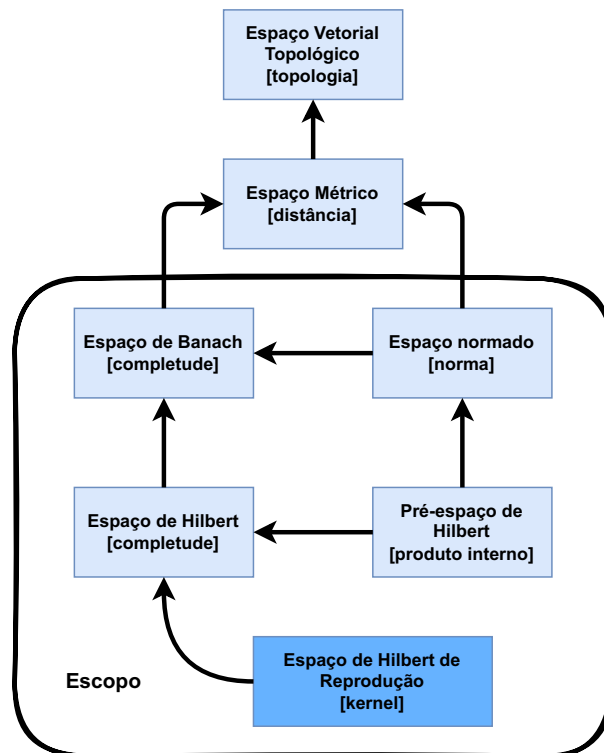 Espaço Vetorial
Topológico
[topologia]
Espaço Métrico
[distância]
Espaço de Banach
[completude]
Espaço normado
[norma]
Espaço de Hilbert
[completude]
Pré-espaço de
Hilbert
[produto interno]
Espaço de Hilbert de
Reprodução
[kernel]
Escopo